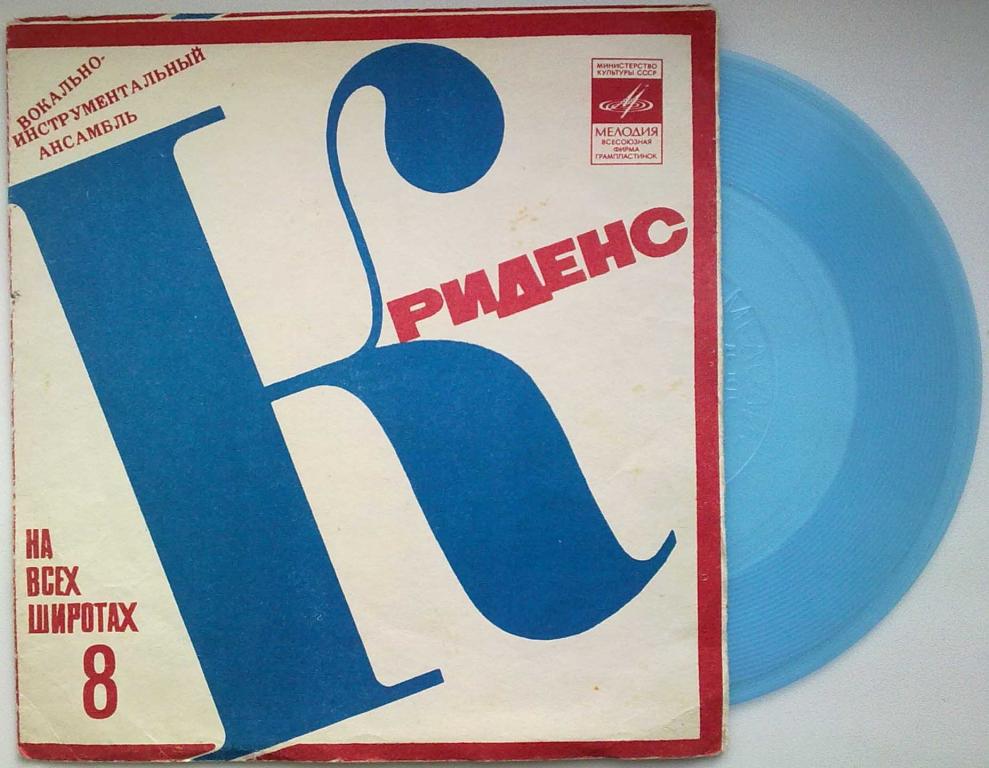 ВОКАЛЬНО-
ИНСТРУМЕНТАЛЬНЫЙ
АНСАМБЛЬ
КРИДЕНС
МИНИСТЕРСТВО
КУЛЬТУРЫ СССР
МЕЛОДИЯ
ВСЕСОЮЗНАЯ
ФИРМА
ГРАМПЛАСТИНОК
НА
ВСЕХ
ШИРОТАХ
8